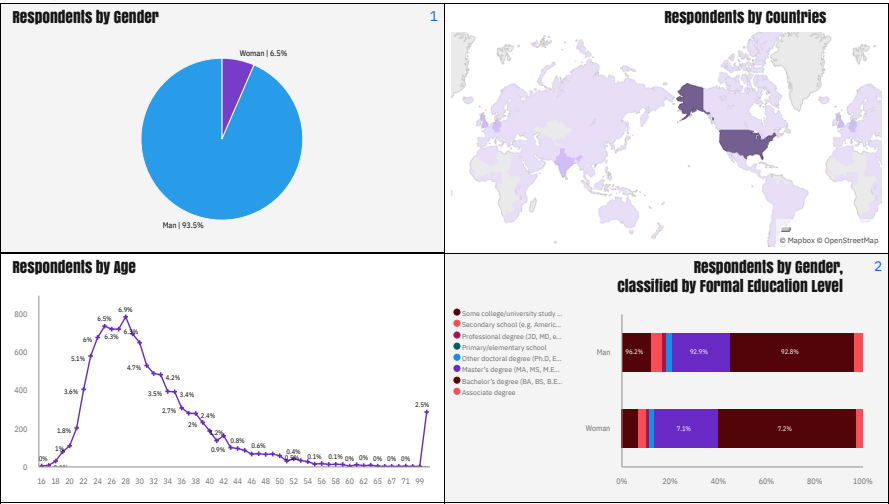 Respondents by Gender
1
Woman | 6.5%
Man | 93.5%
Respondents by Countries
© Mapbox © OpenStreetMap
Respondents by Age
800
600
400
200
0
0%
1%
1.8%
3.6%
5.1%
6%
6.5%
6.3%
6.9%
6.3%
4.7%
3.5%
4.2%
2.7%
3.4%
2%
2.4%
1.2%
0.9%
0.8%
0.6%
0.4%
0.1%
0.1%
0%
0%
0%
0%
2.5%
16 18 20 22 24 26 28 30 32 34 36 38 40 42 44 46 48 50 52 54 56 58 60 62 65 67 71 99
Respondents by Gender,
classified by Formal Education Level
2
Some college/university study ...
Secondary school (e.g. Americ...
Professional degree (JD, MD, e...
Primary/elementary school
Other doctoral degree (Ph.D, E...
Master's degree (MA, MS, M.E...
Bachelor's degree (BA, BS, B.E...
Associate degree
Man
96.2%
92.9%
92.8%
Woman
7.1%
7.2%
0% 20% 40% 60% 80% 100%